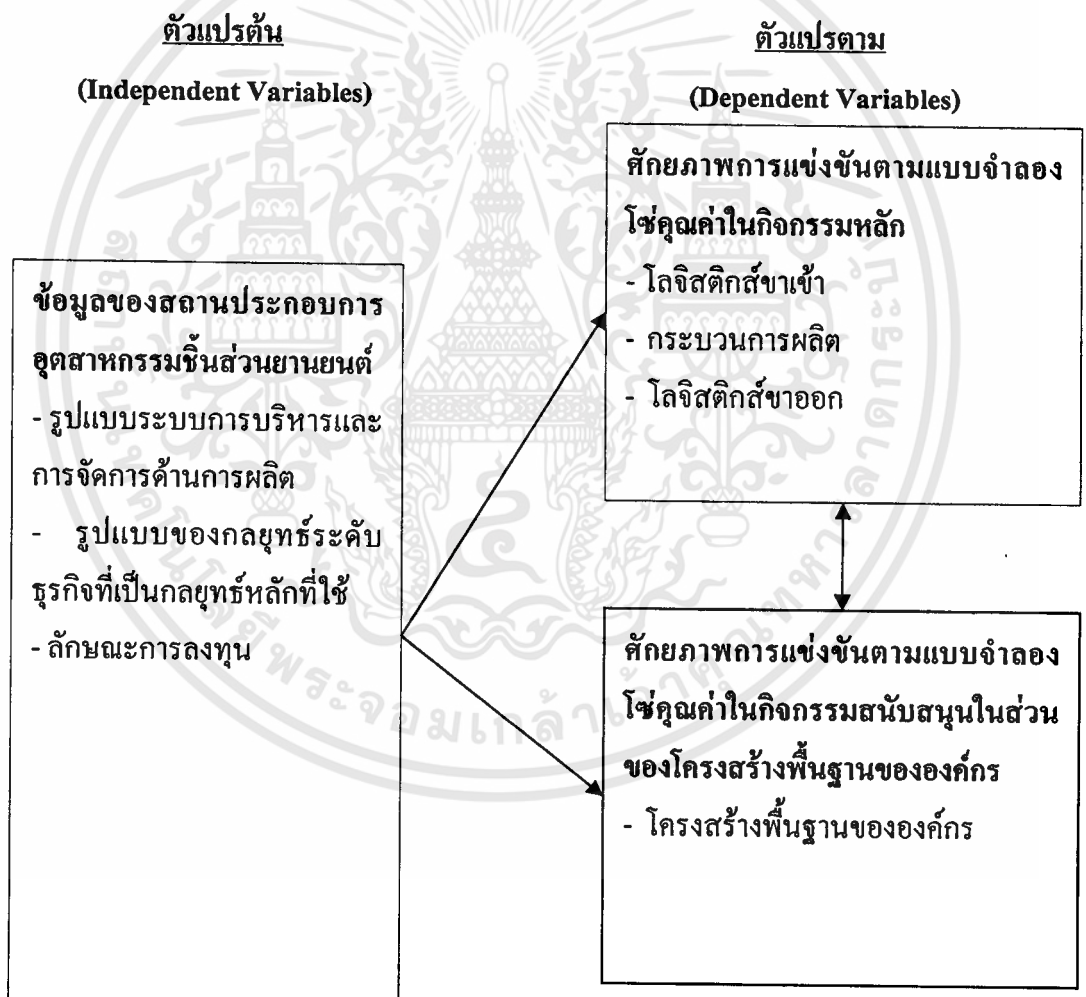 ตัวแปรต้น
(Independent Variables)
ข้อมูลของสถานประกอบการ
อุตสาหกรรมชิ้นส่วนยานยนต์
- รูปแบบระบบการบริหารและ
การจัดการด้านการผลิต
- รูปแบบของกลยุทธ์ระดับ
ธุรกิจที่เป็นกลยุทธ์หลักที่ใช้
- ลักษณะการลงทุน
ตัวแปรตาม
(Dependent Variables)
ศักยภาพการแข่งขันตามแบบจำลอง
โซ่คุณค่าในกิจกรรมหลัก
- โลจิสติกส์ขาเข้า
- กระบวนการผลิต
- โลจิสติกส์ขาออก
ศักยภาพการแข่งขันตามแบบจำลอง
โซ่คุณค่าในกิจกรรมสนับสนุนในส่วน
ของโครงสร้างพื้นฐานขององค์กร
- โครงสร้างพื้นฐานขององค์กร